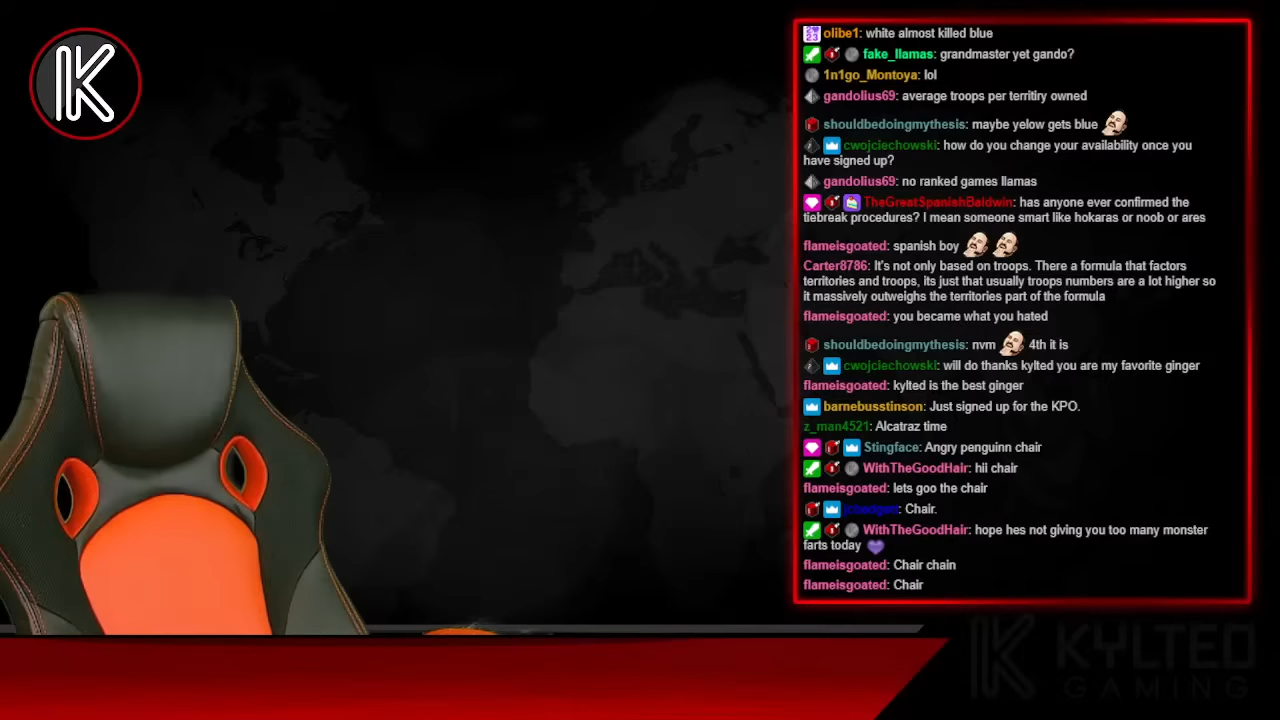 olibe1: white almost killed blue
fake_llamas: grandmaster yet gando?
1n1go_Montoya: lol
gandolius69: average troops per territiry owned
shouldbedoingmythesis: maybe yelow gets blue
cwojciechowski: how do you change your availability once you
have signed up?
gandolius69: no ranked games llamas
TheGreatSpanishBaldwin: has anyone ever confirmed the
tiebreak procedures? I mean someone smart like hokaras or noob or ares
flameisgoated: spanish boy
Carter8786: It's not only based on troops. There a formula that factors
territories and troops, its just that usually troops numbers are a lot higher so
it massively outweighs the territories part of the formula
flameisgoated: you became what you hated
shouldbedoingmythesis: nvm 4th it is
cwojciechowski: will do thanks kylted you are my favorite ginger
flameisgoated: kylted is the best ginger
barnebusstinson: Just signed up for the KPO.
z_man4521: Alcatraz time
Stingface: Angry penguinn chair
WithTheGoodHair: hii chair
flameisgoated: lets goo the chair
: Chair.
WithTheGoodHair: hope hes not giving you too many monster
farts today
flameisgoated: Chair chain
flameisgoated: Chair
K
KYLTED
GAMING